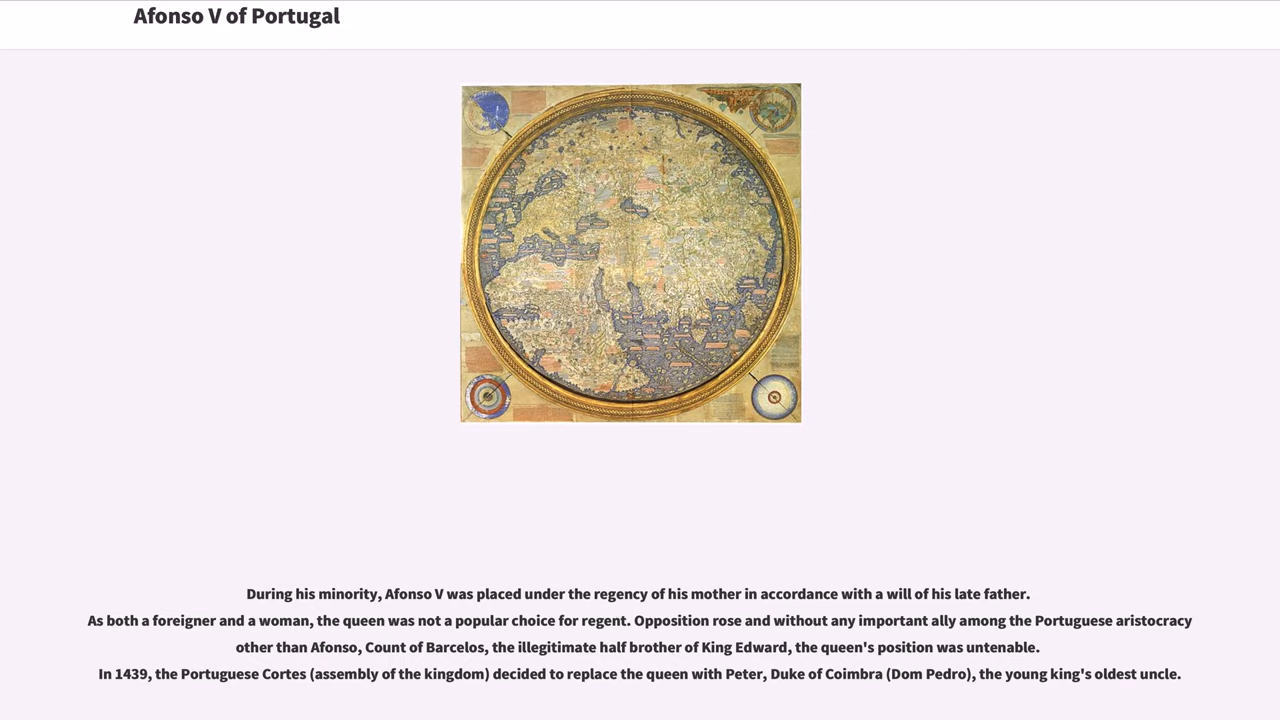 Afonso V of Portugal
During his minority, Afonso V was placed under the regency of his mother in accordance with a will of his late father.
As both a foreigner and a woman, the queen was not a popular choice for regent. Opposition rose and without any important ally among the Portuguese aristocracy
other than Afonso, Count of Barcelos, the illegitimate half brother of King Edward, the queen's position was untenable.
In 1439, the Portuguese Cortes (assembly of the kingdom) decided to replace the queen with Peter, Duke of Coimbra (Dom Pedro), the young king's oldest uncle.